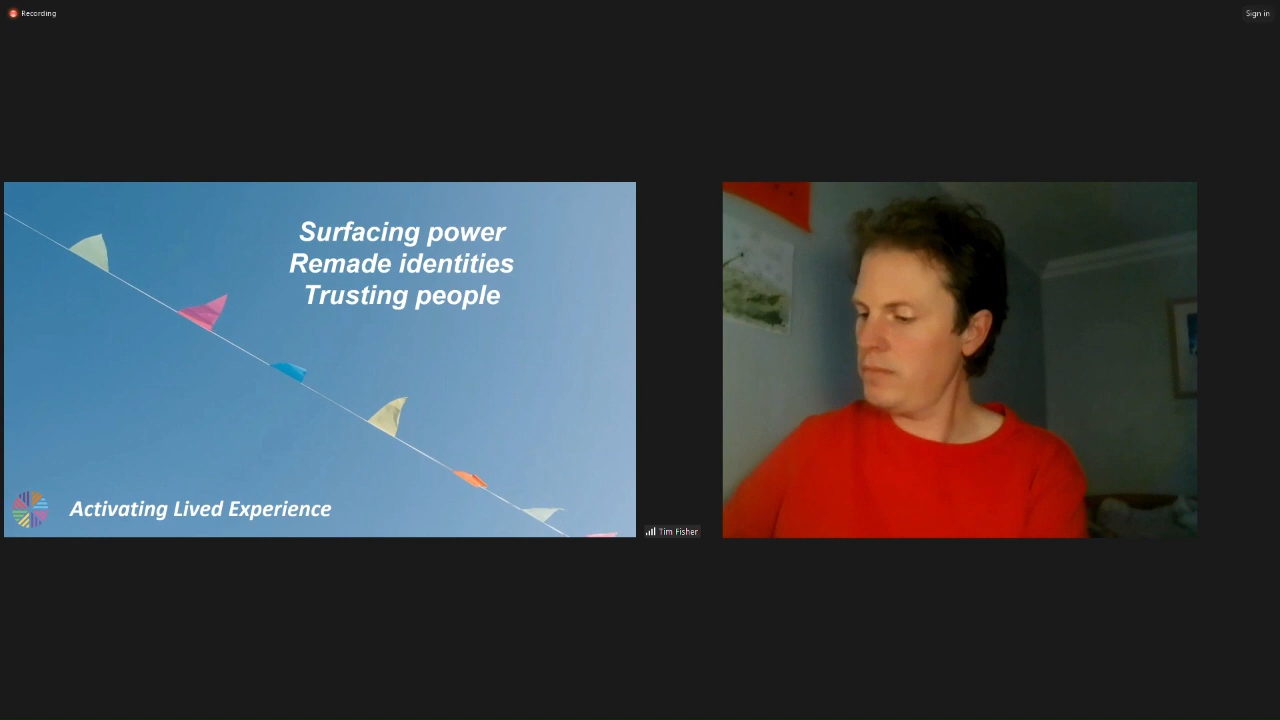 Recording
Sign in
Surfacing power
Remade identities
Trusting people
Activating Lived Experience
Tim Fisher